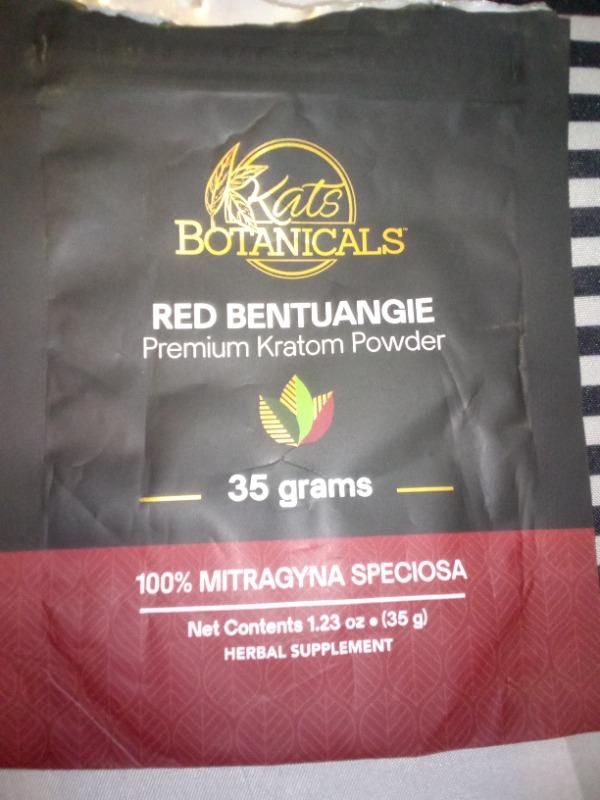 Kats
BOTANICALS™
RED BENTUANGIE
Premium Kratom Powder
35 grams
100% MITRAGYNA SPECIOSA
Net Contents 1.23 oz • (35 g)
HERBAL SUPPLEMENT